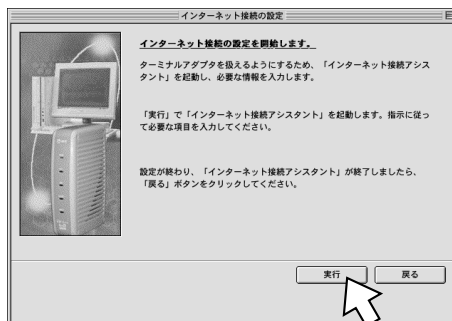 インターネット接続の設定
インターネット接続の設定を開始します。
ターミナルアダプタを扱えるようにするため、「インターネット接続アシス
タント」を起動し、必要な情報を入力します。
「実行」で「インターネット接続アシスタント」を起動します。指示に従っ
て必要な項目を入力してください。
設定が終わり、「インターネット接続アシスタント」が終了しましたら、
「戻る」ボタンをクリックしてください。
実行
戻る